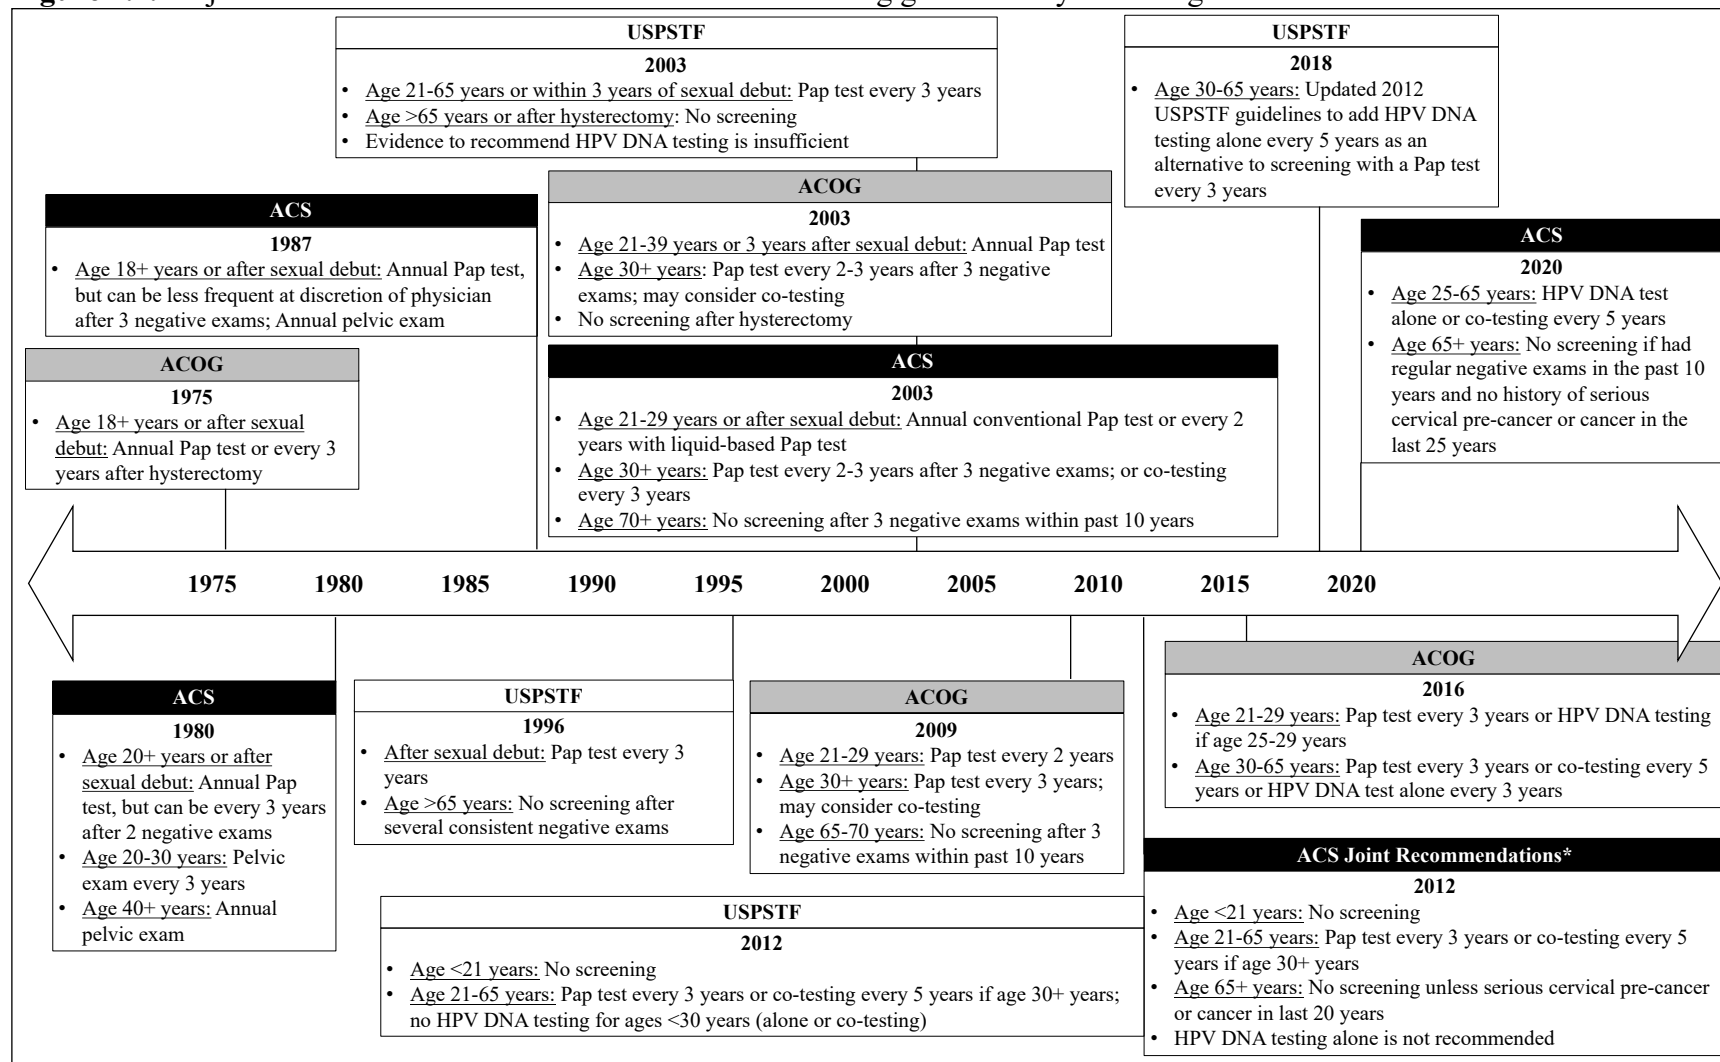 USPSTF
2003
• Age 21-65 years or within 3 years of sexual debut: Pap test every 3 years
• Age >65 years or after hysterectomy: No screening
• Evidence to recommend HPV DNA testing is insufficient
USPSTF
2018
• Age 30-65 years: Updated 2012
USPSTF guidelines to add HPV DNA
testing alone every 5 years as an
alternative to screening with a Pap test
every 3 years
ACS
1987
• Age 18+ years or after sexual debut: Annual Pap test,
but can be less frequent at discretion of physician
after 3 negative exams; Annual pelvic exam
ACOG
2003
• Age 21-39 years or 3 years after sexual debut: Annual Pap test
• Age 30+ years: Pap test every 2-3 years after 3 negative
exams; may consider co-testing
• No screening after hysterectomy
ACS
2020
• Age 25-65 years: HPV DNA test
alone or co-testing every 5 years
• Age 65+ years: No screening if had
regular negative exams in the past 10
years and no history of serious
cervical pre-cancer or cancer in the
last 25 years
ACOG
1975
• Age 18+ years or after sexual
debut: Annual Pap test or every 3
years after hysterectomy
ACS
2003
• Age 21-29 years or after sexual debut: Annual conventional Pap test or every 2
years with liquid-based Pap test
• Age 30+ years: Pap test every 2-3 years after 3 negative exams; or co-testing
every 3 years
• Age 70+ years: No screening after 3 negative exams within past 10 years
1975 1980 1985 1990 1995 2000 2005 2010 2015 2020
ACS
1980
• Age 20+ years or after
sexual debut: Annual Pap
test, but can be every 3 years
after 2 negative exams
• Age 20-30 years: Pelvic
exam every 3 years
• Age 40+ years: Annual
pelvic exam
USPSTF
1996
• After sexual debut: Pap test every 3
years
• Age >65 years: No screening after
several consistent negative exams
ACOG
2009
• Age 21-29 years: Pap test every 2 years
• Age 30+ years: Pap test every 3 years;
may consider co-testing
• Age 65-70 years: No screening after 3
negative exams within past 10 years
ACOG
2016
• Age 21-29 years: Pap test every 3 years or HPV DNA testing
if age 25-29 years
• Age 30-65 years: Pap test every 3 years or co-testing every 5
years or HPV DNA test alone every 3 years
USPSTF
2012
• Age <21 years: No screening
• Age 21-65 years: Pap test every 3 years or co-testing every 5 years if age 30+ years;
no HPV DNA testing for ages <30 years (alone or co-testing)
ACS Joint Recommendations*
2012
• Age <21 years: No screening
• Age 21-65 years: Pap test every 3 years or co-testing every 5
years if age 30+ years
• Age 65+ years: No screening unless serious cervical pre-cancer
or cancer in last 20 years
• HPV DNA testing alone is not recommended